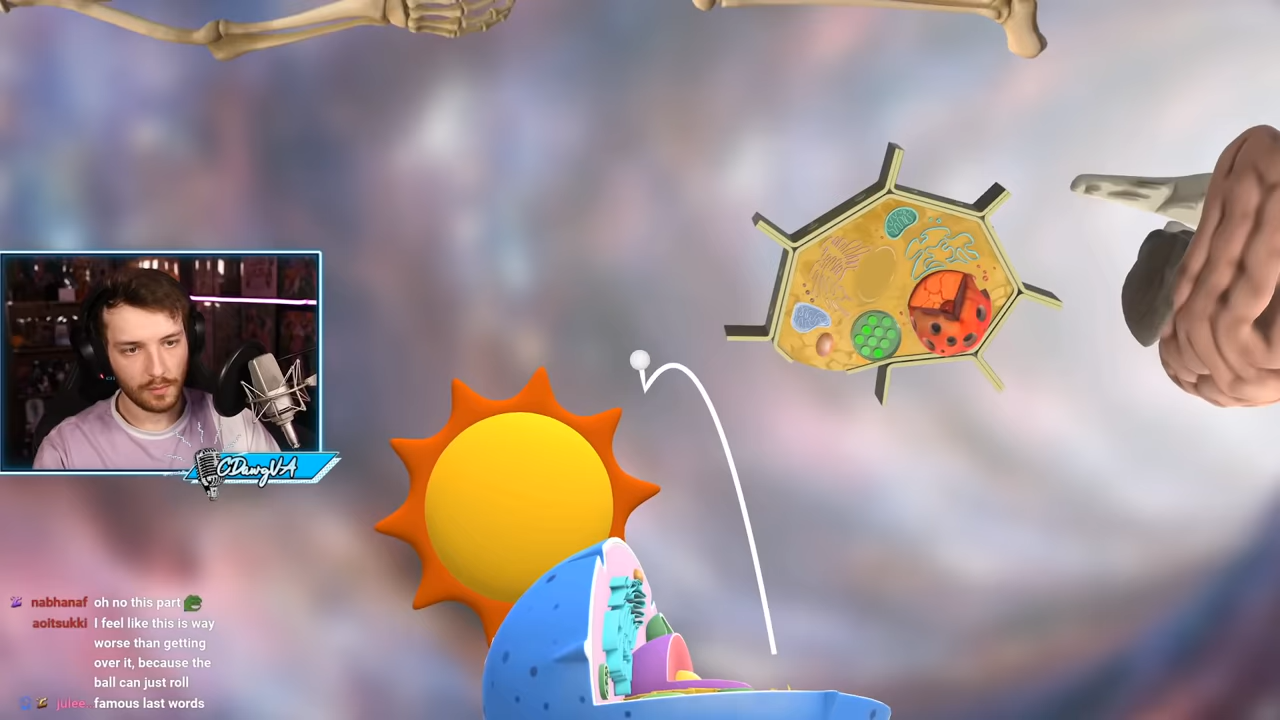 CDawgVA
nabhanaf oh no this part
aoitsukki I feel like this is way
worse than getting
over it, because the
ball can just roll
julee. famous last words